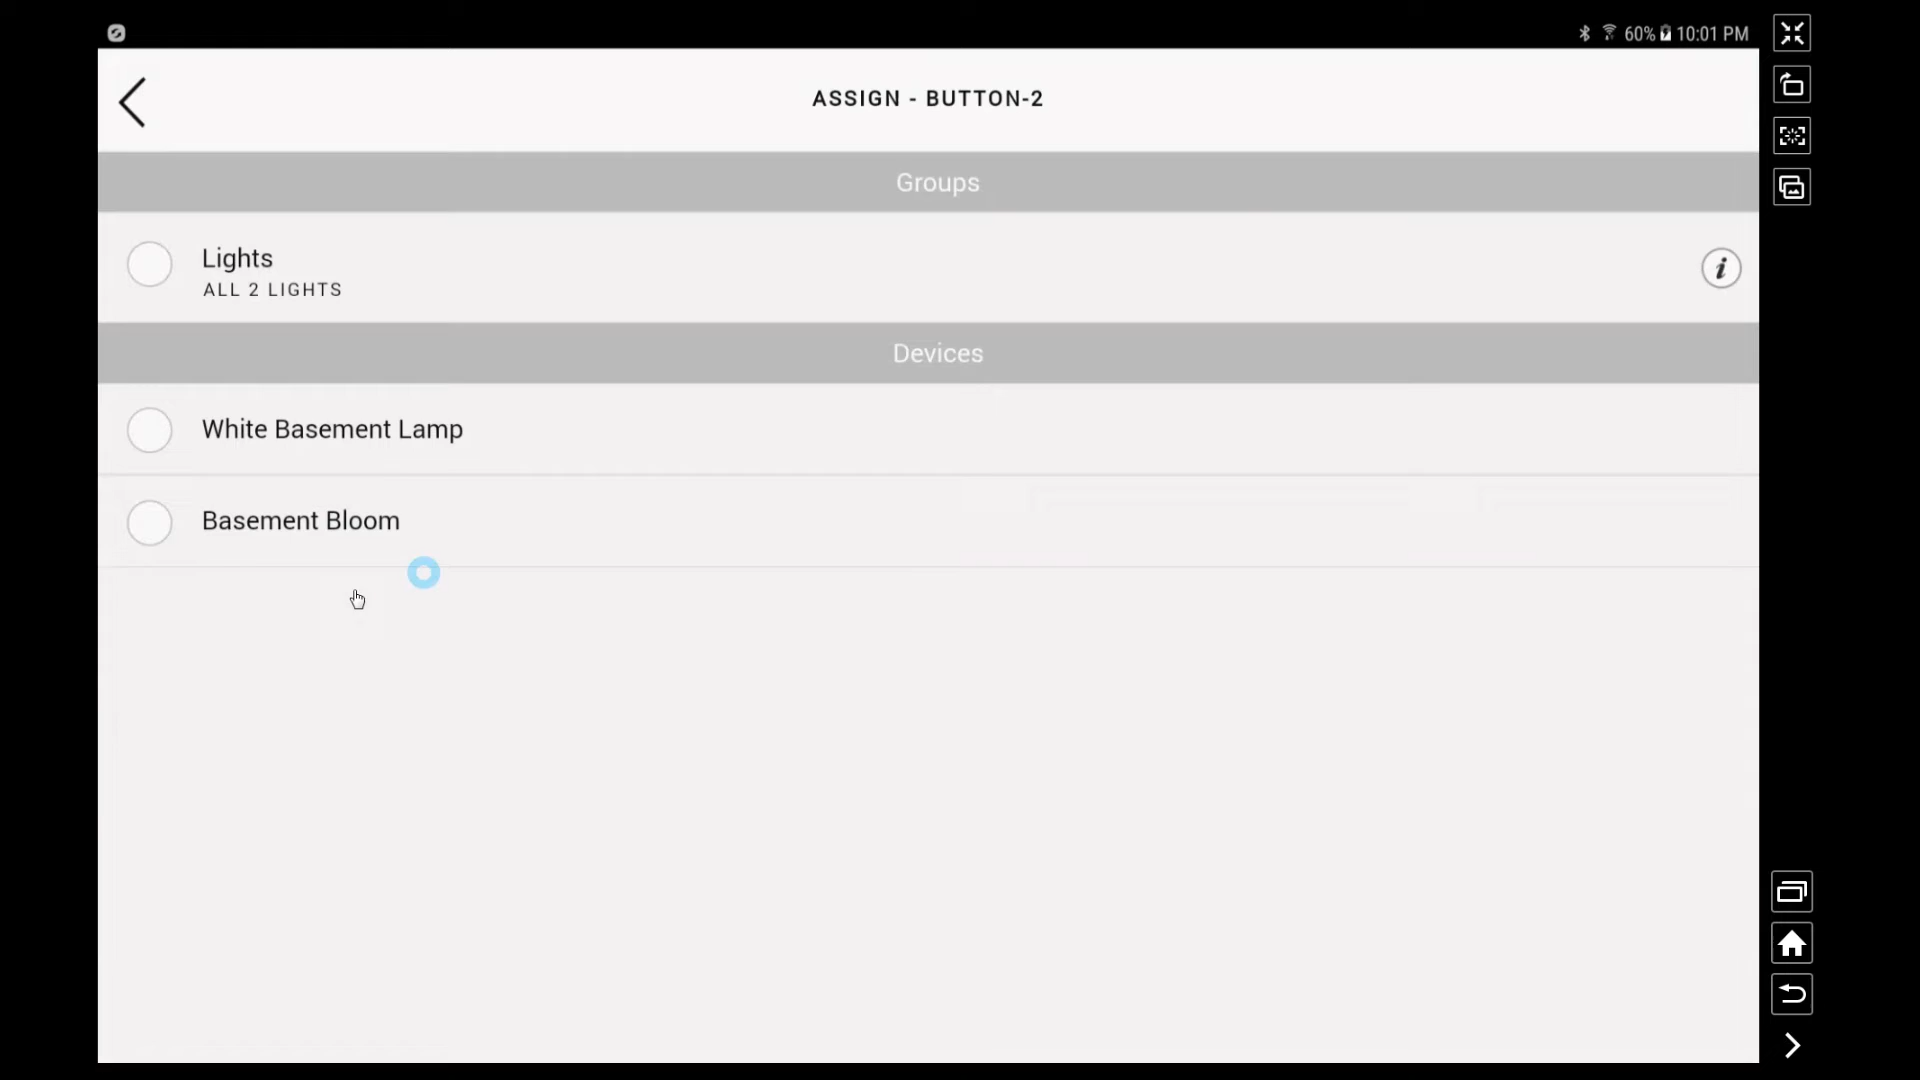 60% 10:01 PM
ASSIGN - BUTTON-2
Groups
Lights
ALL 2 LIGHTS
i
Devices
White Basement Lamp
Basement Bloom